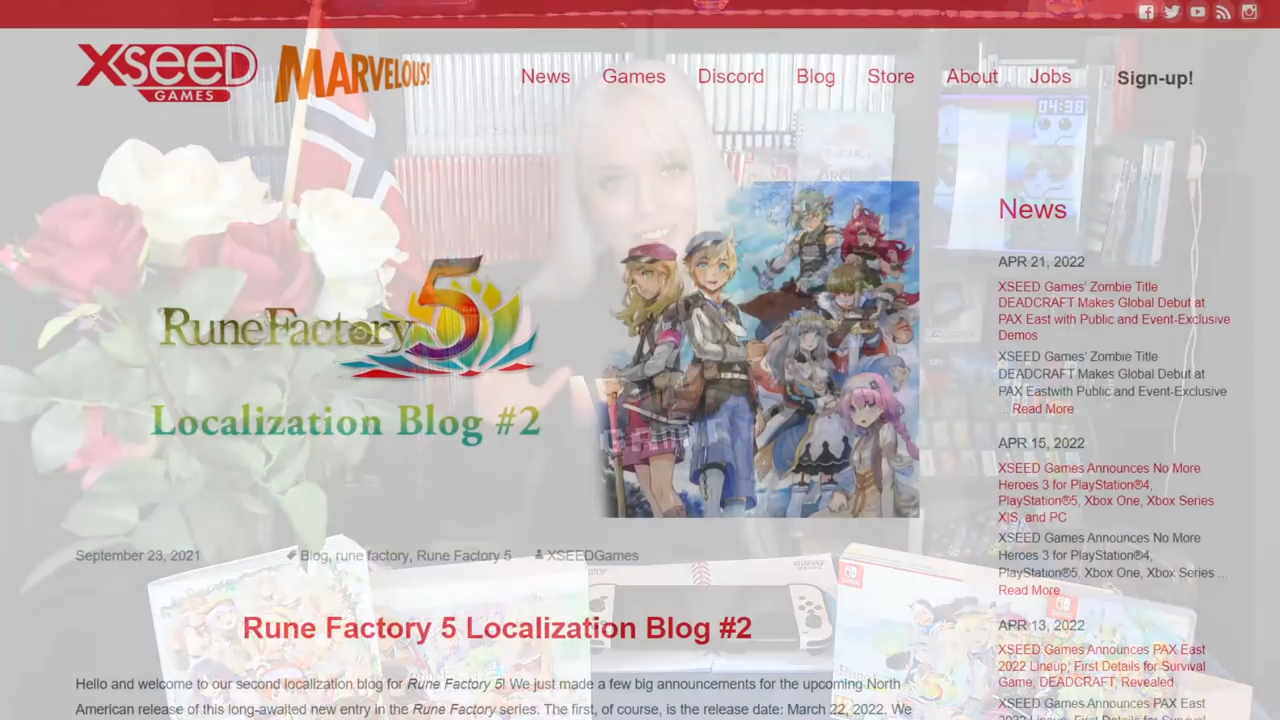 XSEED
GAMES
MARVELOUS!
News Games Discord Blog Store About Jobs Sign-up!
04:38
RuneFactory 5
Localization Blog #2
September 23, 2021 Blog, rune factory, Rune Factory 5 XSEEDGames
Rune Factory 5 Localization Blog #2
Hello and welcome to our second localization blog for Rune Factory 5! We just made a few big announcements for the upcoming North
American release of this long-awaited new entry in the Rune Factory series. The first, of course, is the release date: March 22, 2022. We
News
APR 21, 2022
XSEED Games' Zombie Title
DEADCRAFT Makes Global Debut at
PAX East with Public and Event-Exclusive
Demos
XSEED Games' Zombie Title
DEADCRAFT Makes Global Debut at
PAX Eastwith Public and Event-Exclusive
... Read More
APR 15, 2022
XSEED Games Announces No More
Heroes 3 for PlayStation®4,
PlayStation®5, Xbox One, Xbox Series
X|S, and PC
XSEED Games Announces No More
Heroes 3 for PlayStation®4,
PlayStation®5, Xbox One, Xbox Series ...
Read More
APR 13, 2022
XSEED Games Announces PAX East
2022 Lineup; First Details for Survival
Game, DEADCRAFT, Revealed
XSEED Games Announces PAX East
2022 Lineup; First Details for Survival